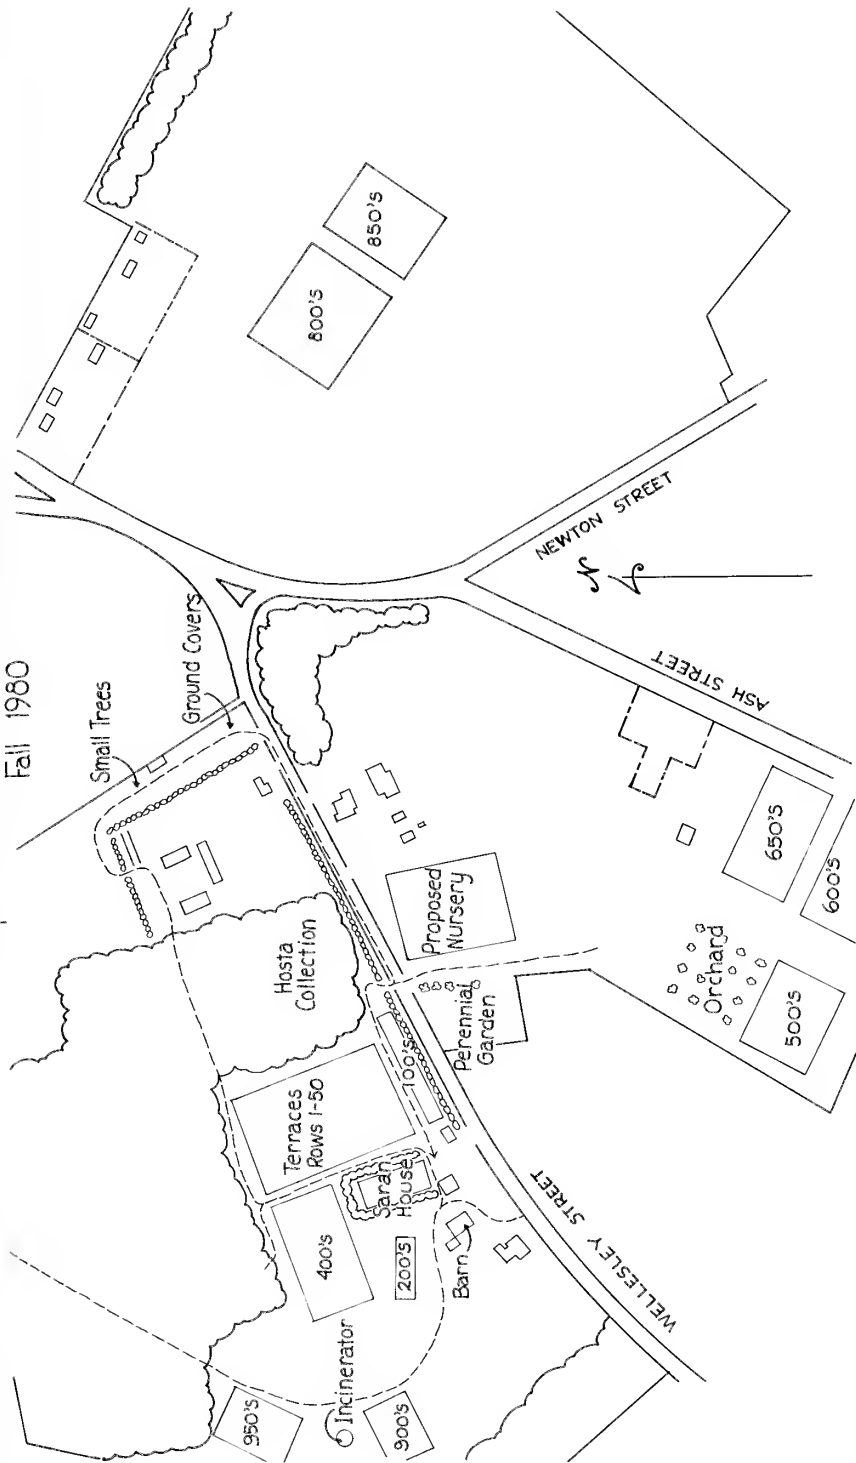 Fall 1980
Small Trees
Ground Covers
850'S
800'S
NEWTON STREET
N
ASH STREET
Hosta
Collection
Proposed
Nursery
Perennial
Garden
100'S
Terraces
Rows 1-50
Saran
House
400'S
200'S
Barn
Incinerator
950'S
900'S
WELLESLEY STREET
Orchard
650'S
600'S
500'S